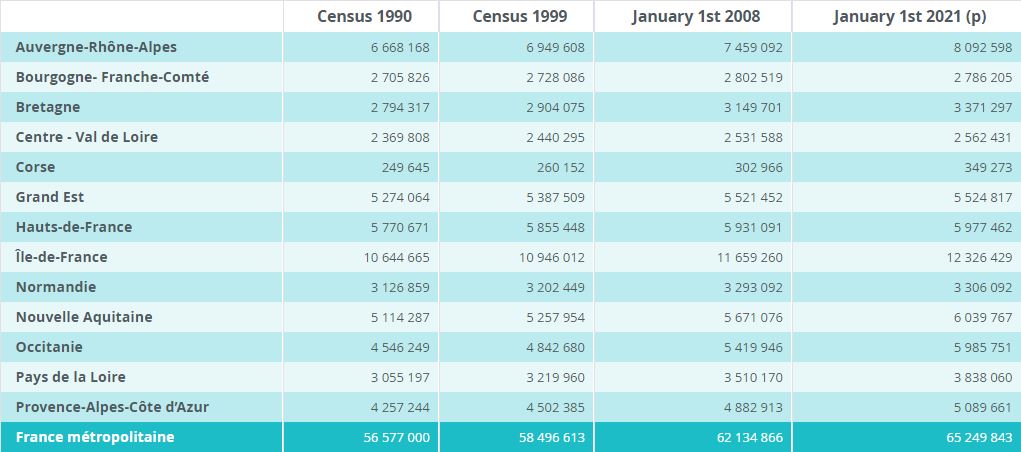 Census 1990 Census 1999 January 1st 2008 January 1st 2021 (p)
Auvergne-Rhône-Alpes 6 668 168 6 949 608 7 459 092 8 092 598
Bourgogne- Franche-Comté 2 705 826 2 728 086 2 802 519 2 786 205
Bretagne 2 794 317 2 904 075 3 149 701 3 371 297
Centre - Val de Loire 2 369 808 2 440 295 2 531 588 2 562 431
Corse 249 645 260 152 302 966 349 273
Grand Est 5 274 064 5 387 509 5 521 452 5 524 817
Hauts-de-France 5 770 671 5 855 448 5 931 091 5 977 462
Île-de-France 10 644 665 10 946 012 11 659 260 12 326 429
Normandie 3 126 859 3 202 449 3 293 092 3 306 092
Nouvelle Aquitaine 5 114 287 5 257 954 5 671 076 6 039 767
Occitanie 4 546 249 4 842 680 5 419 946 5 985 751
Pays de la Loire 3 055 197 3 219 960 3 510 170 3 838 060
Provence-Alpes-Côte d’Azur 4 257 244 4 502 385 4 882 913 5 089 661
France métropolitaine 56 577 000 58 496 613 62 134 866 65 249 843